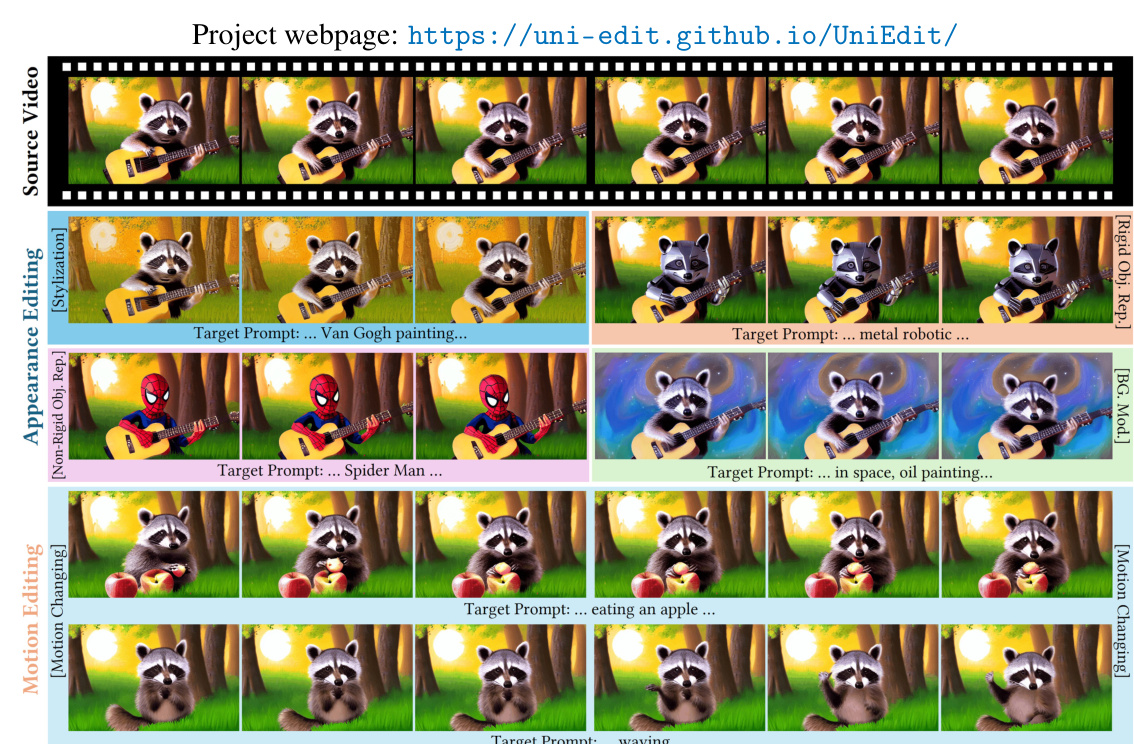 Project webpage: https://uni-edit.github.io/UniEdit/
Source Video
Appearance Editing
[Stylization]
Target Prompt: ... Van Gogh painting...
[Rigid Obj. Rep.]
Target Prompt: ... metal robotic ...
[Non-Rigid Obj. Rep.]
Target Prompt: ... Spider Man ...
[BG. Mod.]
Target Prompt: ... in space, oil painting...
Motion Editing
[Motion Changing]
Target Prompt: ... eating an apple ...
[Motion Changing]
Target Prompt: ... waving